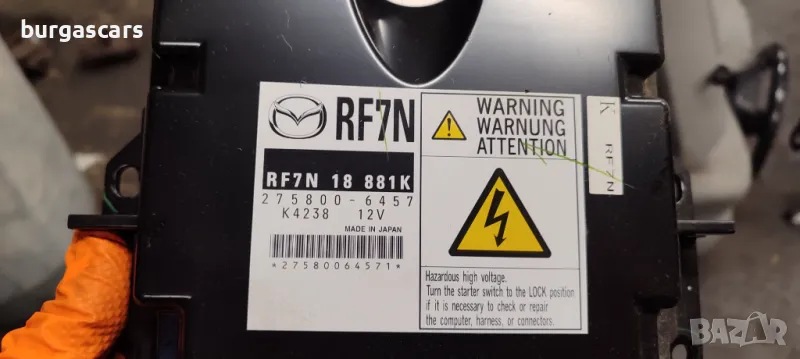 burgascars
RF7N
RF7N 18 881K
275800-6457
K4238 12V
MADE IN JAPAN
*27580064571*
WARNING
WARNUNG
ATTENTION
Hazardous high voltage.
Turn the starter switch to the LOCK position
if it is necessary to check or repair
the computer, harness, or connectors.
K RF7N
BAZAR
bg